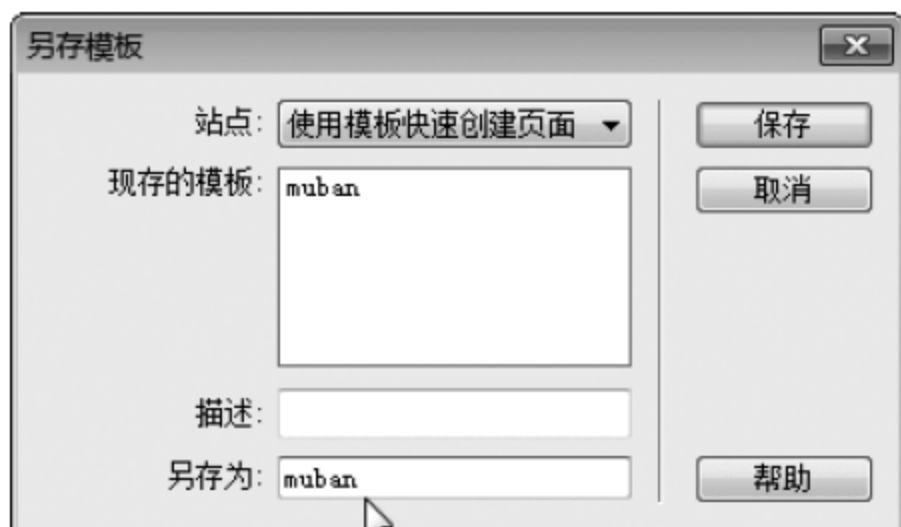 另存模板
站点: 使用模板快速创建页面
保存
现存的模板: muban
取消
描述:
另存为: muban
帮助